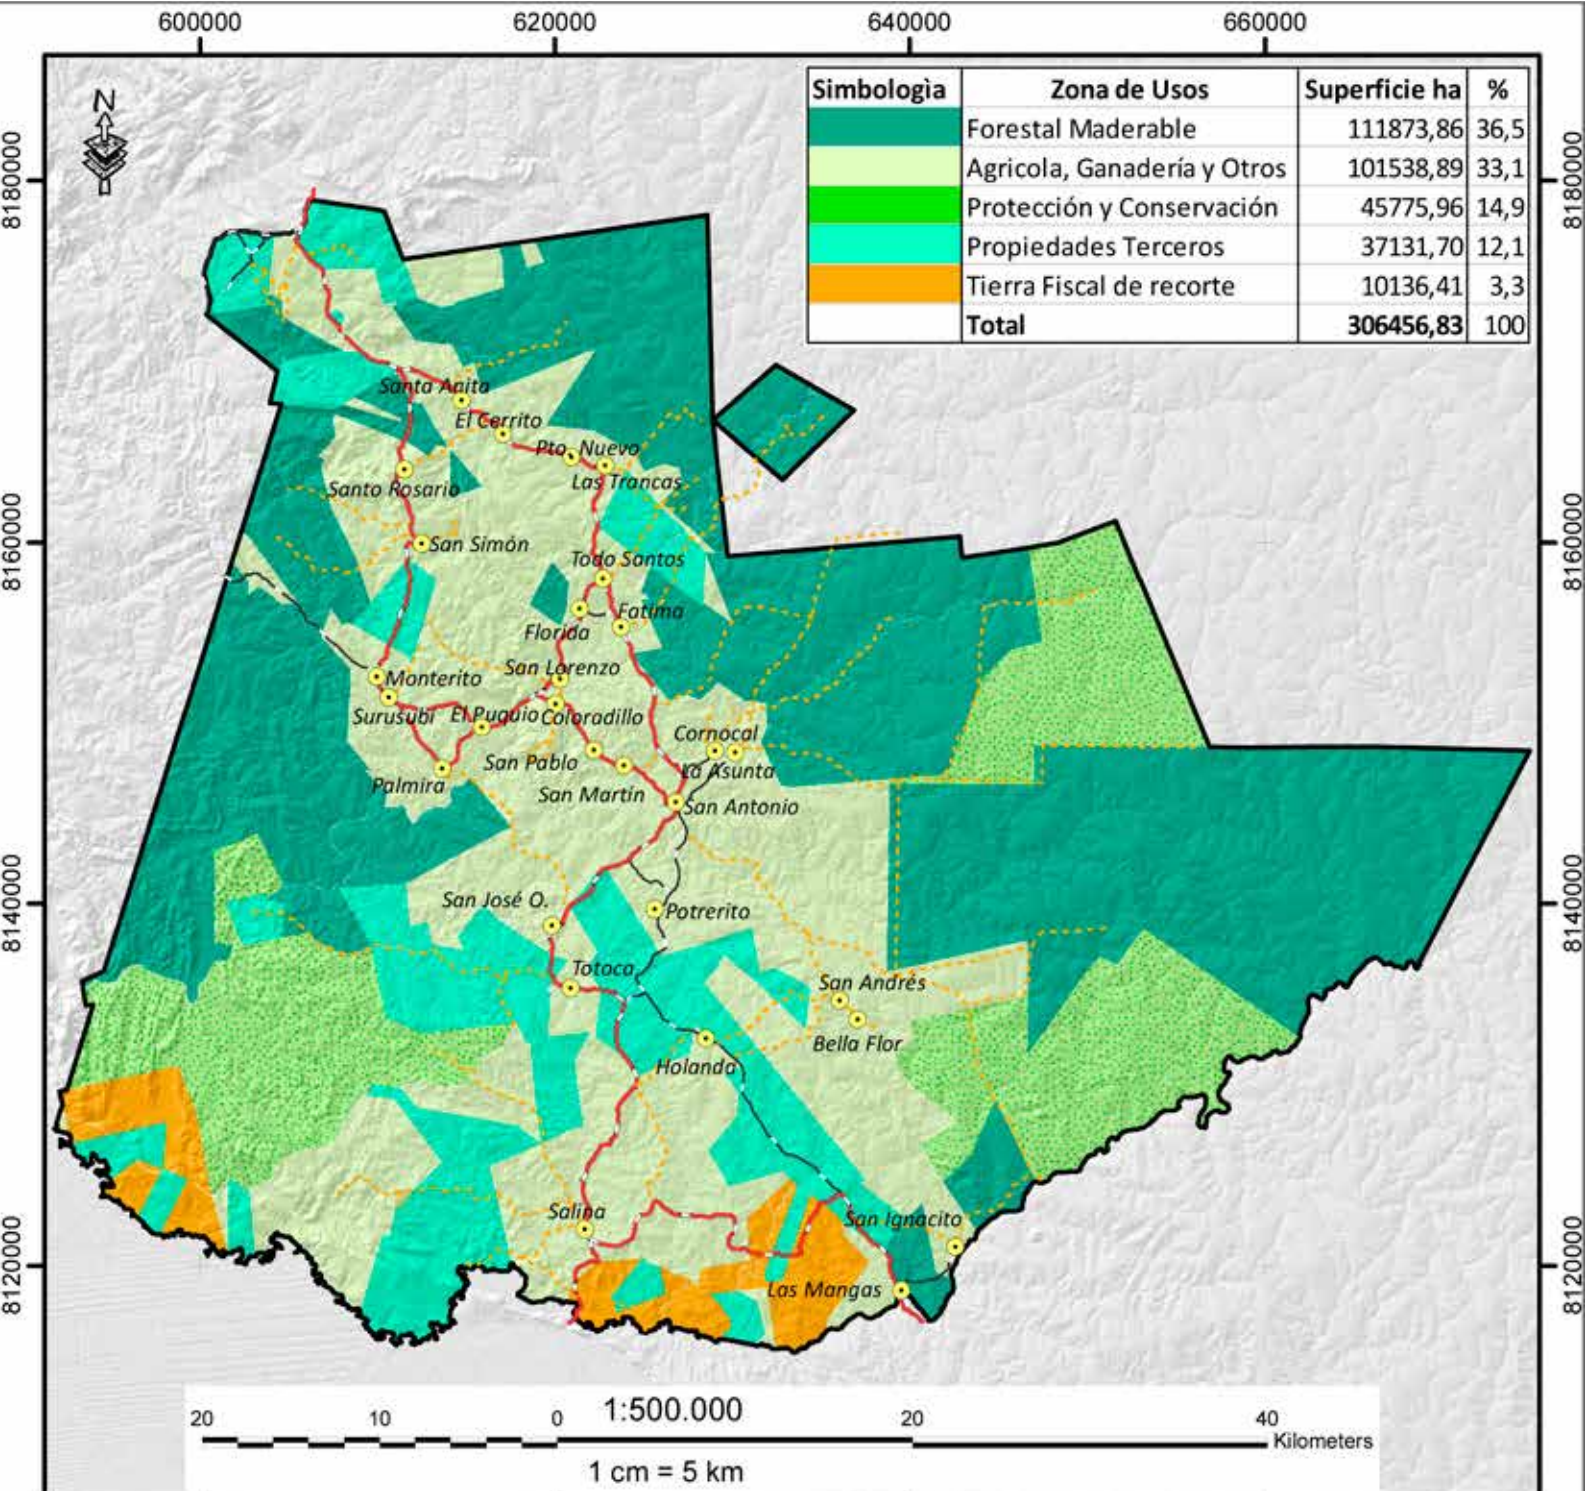 600000 620000 640000 660000
N
Simbologìa Zona de Usos Superficie ha %
Forestal Maderable 111873,86 36,5
Agricola, Ganadería y Otros 101538,89 33,1
Protección y Conservación 45775,96 14,9
Propiedades Terceros 37131,70 12,1
Tierra Fiscal de recorte 10136,41 3,3
Total 306456,83 100
8180000 8180000
Santa Anita
El Cerrito
Pto. Nuevo
Las Trancas
Santo Rosario
8160000 8160000
San Simón
Todo Santos
Fatima
Florida
San Lorenzo
Monterito
Surusubi
El Puquio
Coloradillo
Cornocal
San Pablo
La Asunta
Palmira
San Martín
San Antonio
8140000 8140000
San José O.
Potrerito
Totoca
San Andrés
Bella Flor
Holanda
Salina
San Ignacito
8120000 8120000
Las Mangas
1:500.000
20 10 0 20 40
Kilometers
1 cm = 5 km